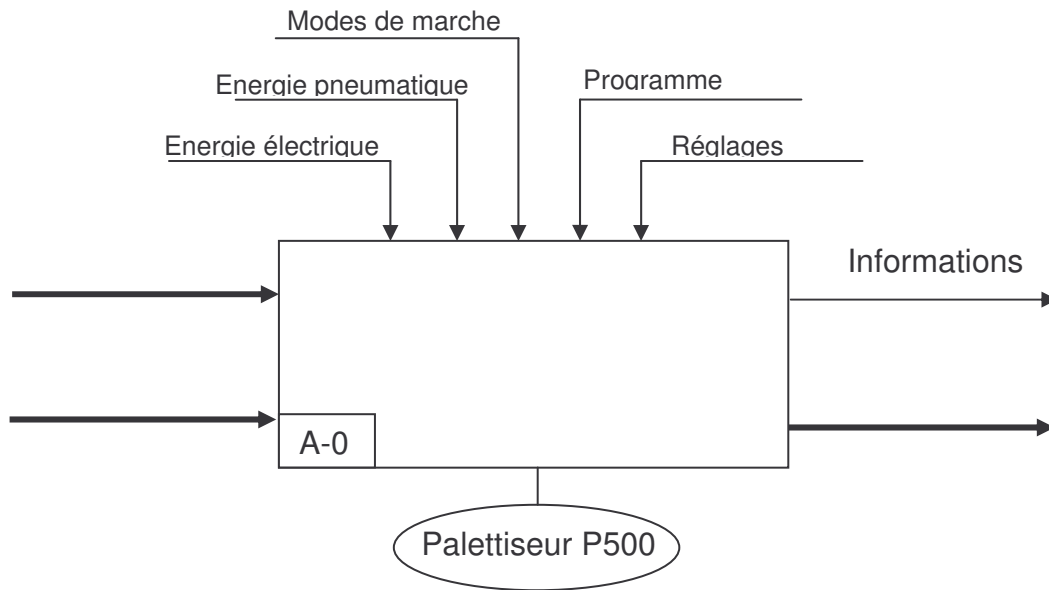 Modes de marche
Energie pneumatique
Programme
Energie électrique
Réglages
Informations
A-0
Palettiseur P500